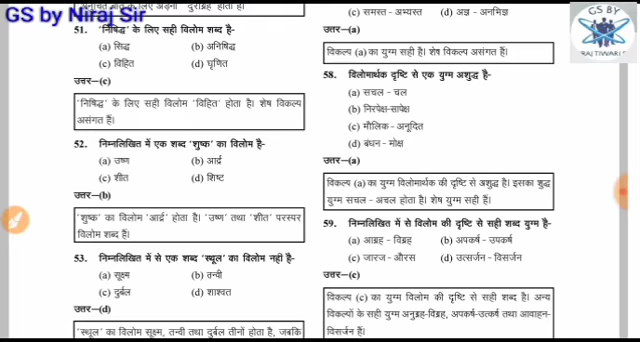 GS by Niraj Sir
51. 'निषिद्ध' के लिए सही विलोम शब्द है-
(a) सिद्ध (b) अनिषिद्ध
(c) विहित (d) घृणित
उत्तर—(c)
'निषिद्ध' के लिए सही विलोम 'विहित' होता है। शेष विकल्प
असंगत हैं।
52. निम्नलिखित में एक शब्द 'शुष्क' का विलोम है-
(a) उष्ण (b) आर्द्र
(c) शीत (d) शिष्ट
उत्तर—(b)
'शुष्क' का विलोम 'आर्द्र' होता है। 'उष्ण' तथा 'शीत' परस्पर
विलोम शब्द हैं।
53. निम्नलिखित में से एक शब्द 'स्थूल' का विलोम नहीं है-
(a) सूक्ष्म (b) तन्वी
(c) दुर्बल (d) शाश्वत
उत्तर—(d)
'स्थूल' का विलोम सूक्ष्म, तन्वी तथा दुर्बल तीनों होता है, जबकि
(c) समस्त - अभ्यस्त (d) अज्ञ - अनभिज्ञ
उत्तर—(a)
विकल्प (a) का युग्म सही है। शेष विकल्प असंगत हैं।
58. विलोमार्थक दृष्टि से एक युग्म अशुद्ध है-
(a) सचल - चल
(b) निरपेक्ष-सापेक्ष
(c) मौलिक - अनूदित
(d) बंधन - मोक्ष
उत्तर—(a)
विकल्प (a) का युग्म विलोमार्थक की दृष्टि से अशुद्ध है। इसका शुद्ध
युग्म सचल - अचल होता है। शेष युग्म सही हैं।
59. निम्नलिखित में से विलोम की दृष्टि से सही शब्द युग्म है-
(a) आग्रह - विग्रह (b) अपकर्ष - उपकर्ष
(c) जारज - औरस (d) उत्सर्जन - विसर्जन
उत्तर—(c)
विकल्प (c) का युग्म विलोम की दृष्टि से सही शब्द है। अन्य
विकल्पों के सही युग्म अनुग्रह-विग्रह, अपकर्ष-उत्कर्ष तथा आवाहन-
विसर्जन हैं।
GS BY